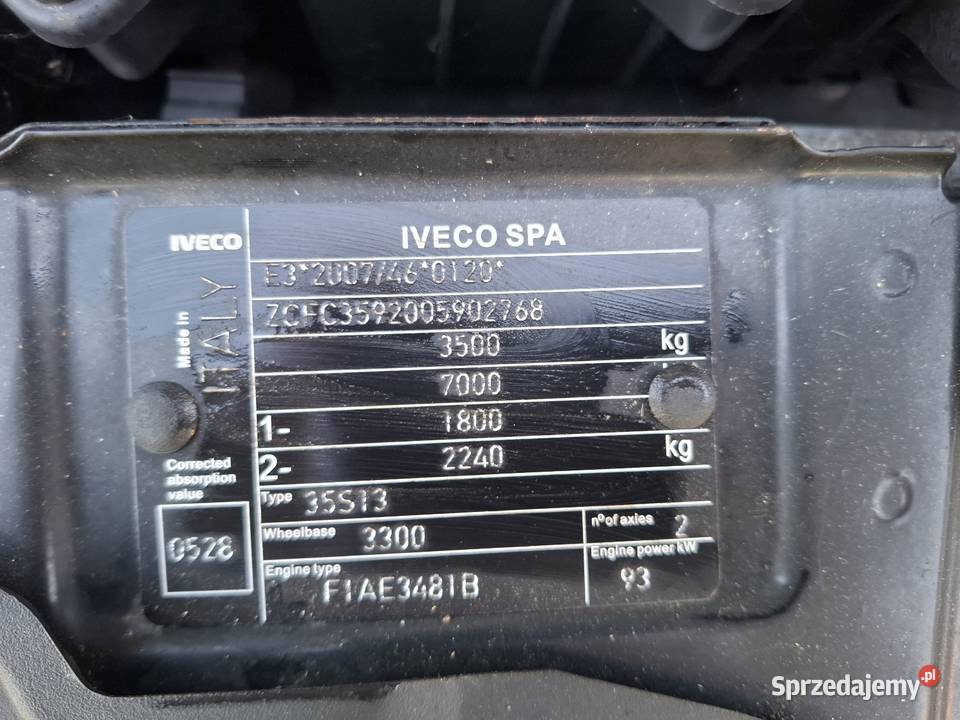 IVECO
IVECO SPA
Made in
ITALY
E3*2007/46*0120*
ZCFC3592005902768
3500 kg
7000
1- 1800
2- 2240 kg
Corrected
absorption
value
0528
Type 35S13
Wheelbase 3300
nº of axies 2
Engine type F1AE3481B
Engine power kW
93
Sprzedajemy.pl